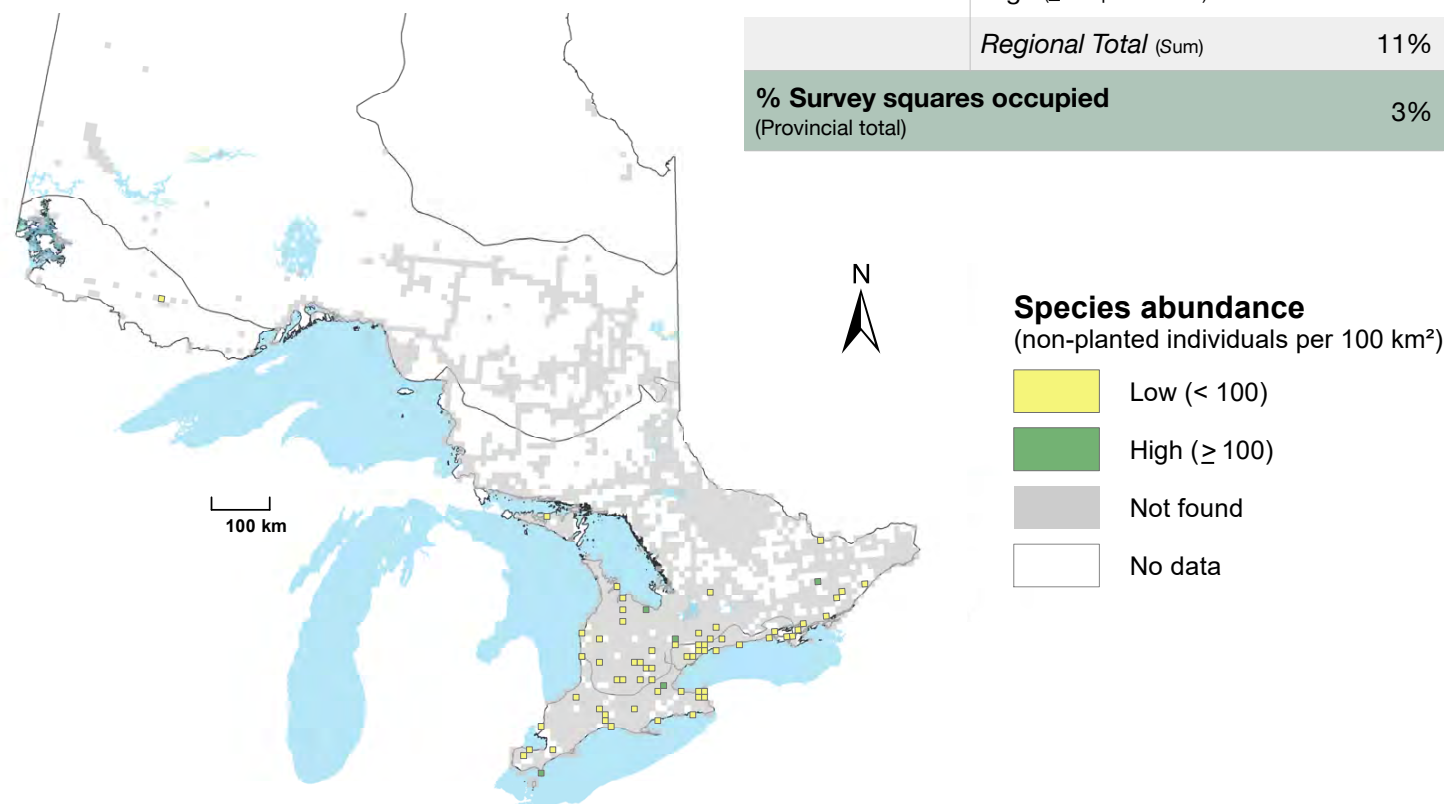 Regional Total (Sum) 11%
% Survey squares occupied 3%
(Provincial total)
N
Species abundance
(non-planted individuals per 100 km²)
Low (< 100)
High (≥ 100)
Not found
No data
100 km